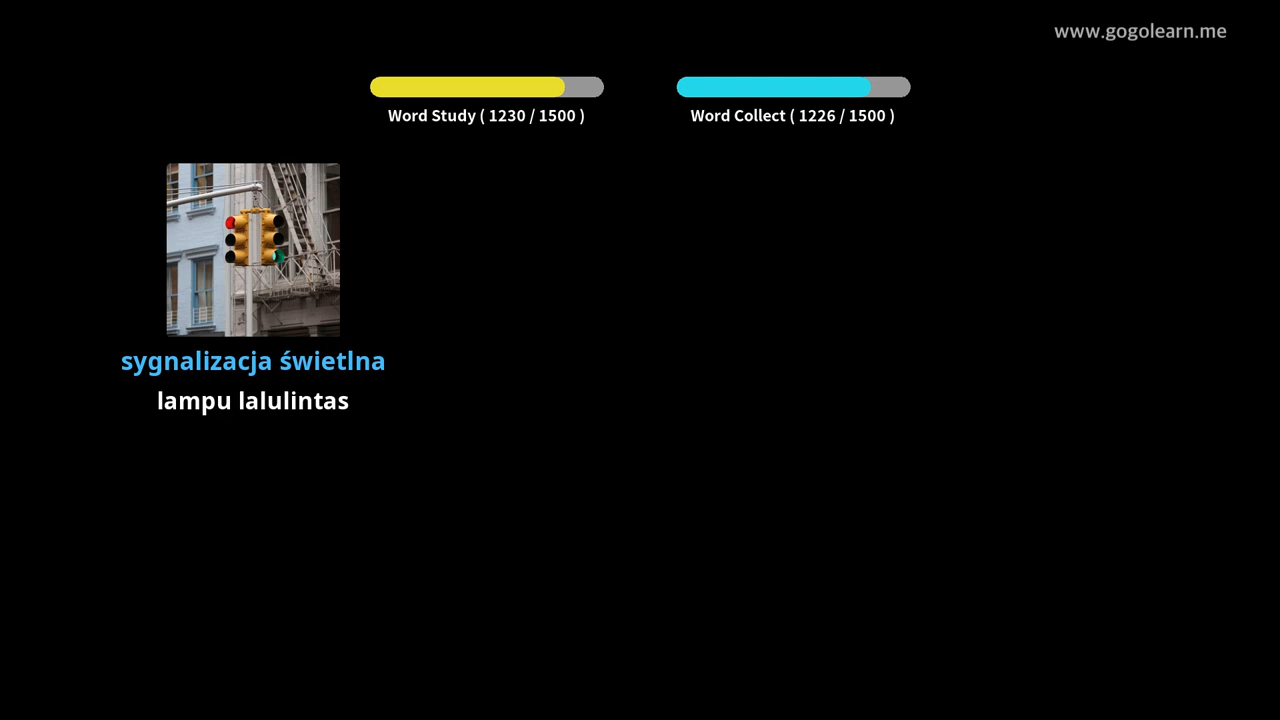 www.gogolearn.me
Word Study ( 1230 / 1500 )
Word Collect ( 1226 / 1500 )
sygnalizacja świetlna
lampu lalulintas